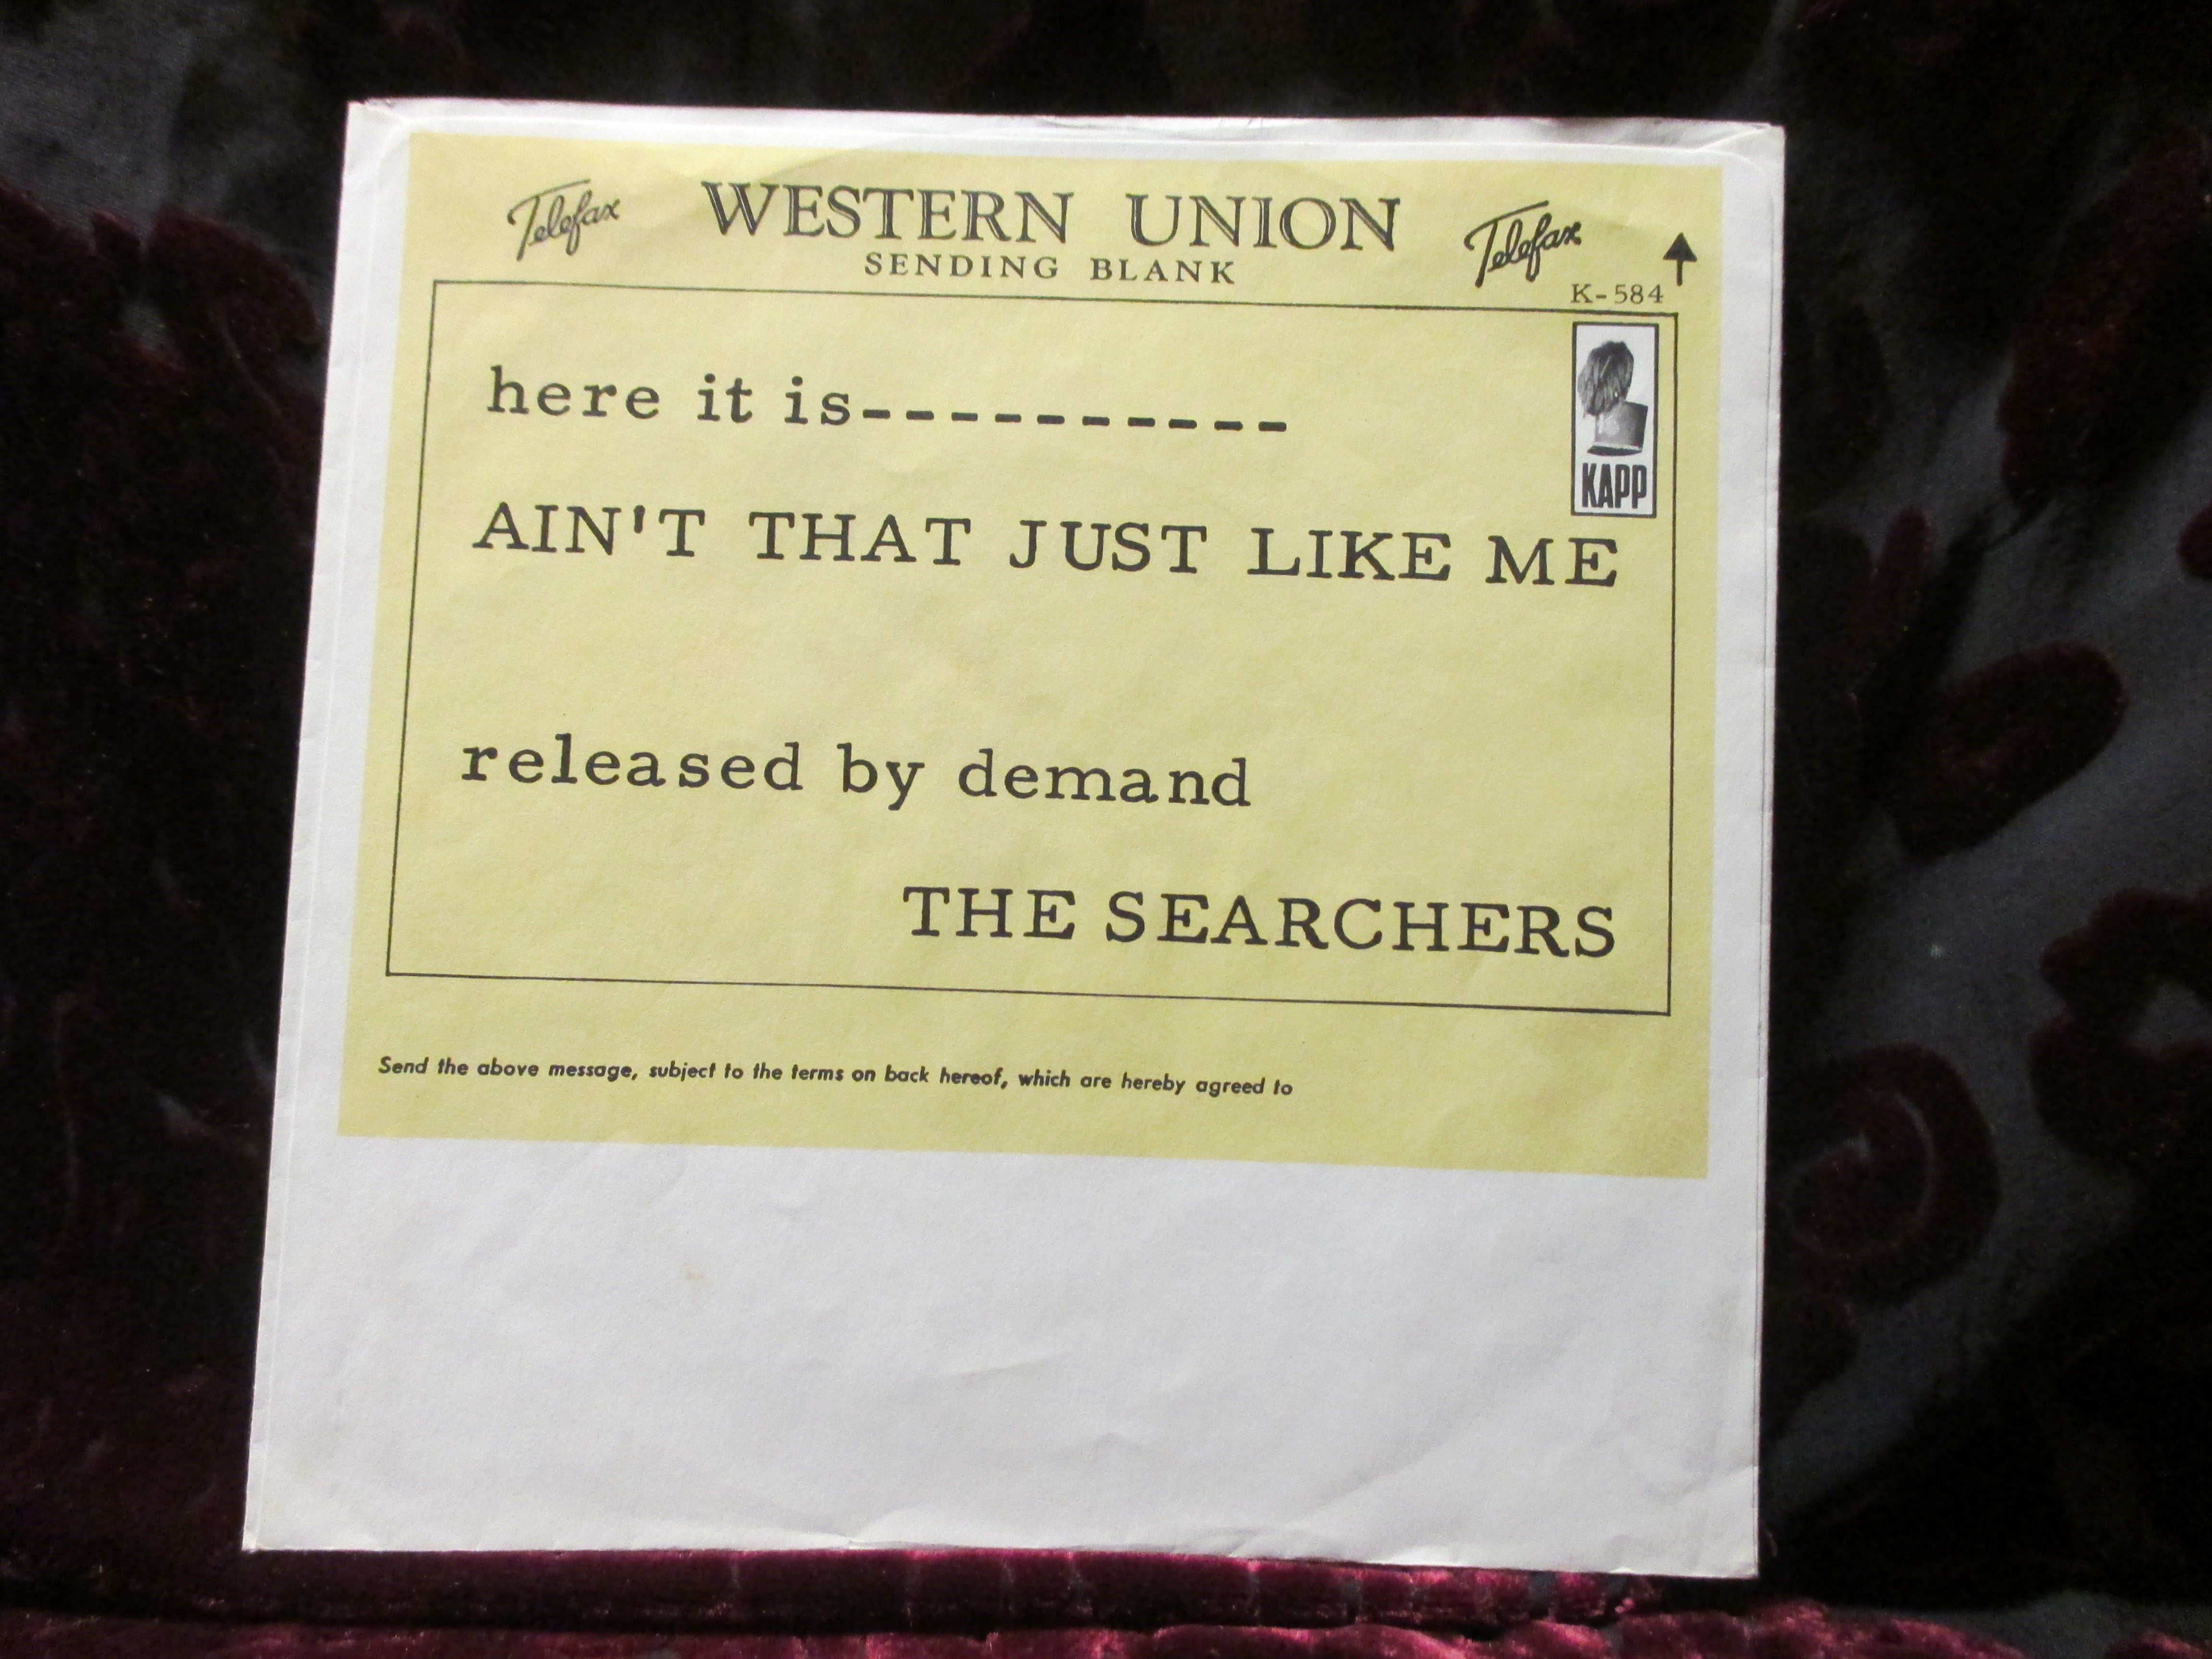 Telefax WESTERN UNION Telefax
SENDING BLANK
K-584
here it is-----------
KAPP
AIN'T THAT JUST LIKE ME
released by demand
THE SEARCHERS
Send the above message, subject to the terms on back hereof, which are hereby agreed to